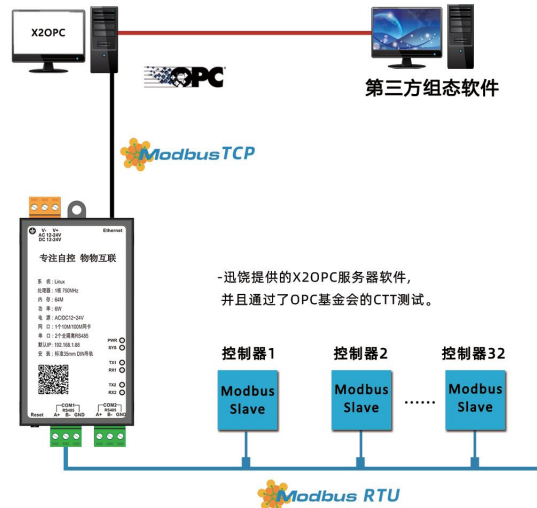 X2OPC
OPC
第三方组态软件
ModbusTCP
V- V+
AC 12-24V
DC 12-24V
Ethernet
专注自控 物物互联
系 统：Linux
处理器：1核 750MHz
内 存：64M
功 率：6W
电 源：AC/DC12~24V
网 口：1个10M/100M网卡
串 口：2个全隔离RS485
默认IP：192.168.1.88
安 装：标准35mm DIN导轨
PWR
SYS
TX1
RX1
TX2
RX2
COM1
RS485
COM2
RS485
Reset A+ B- GND A+ B- GND
-迅饶提供的X2OPC服务器软件,
并且通过了OPC基金会的CTT测试。
控制器1 控制器2 控制器32
Modbus Slave
Modbus Slave
……
Modbus Slave
Modbus RTU